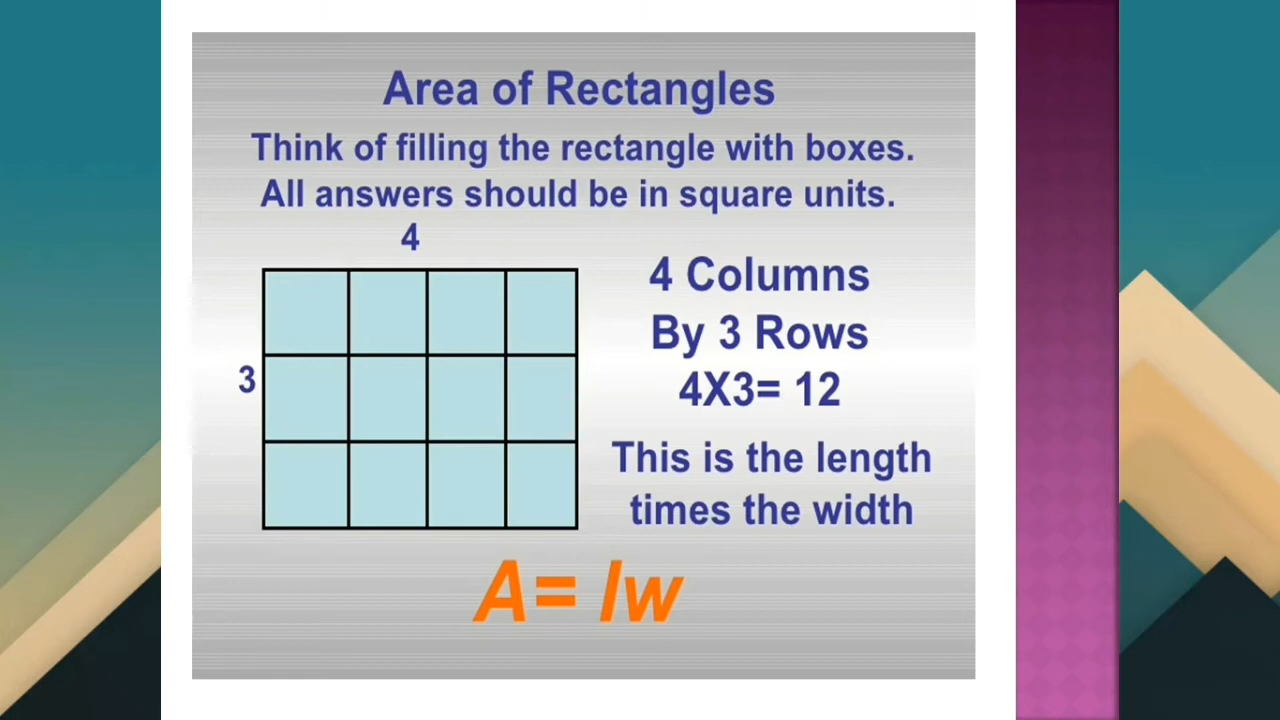 Area of Rectangles
Think of filling the rectangle with boxes.
All answers should be in square units.
4
3
4 Columns
By 3 Rows
4X3= 12
This is the length
times the width
A= lw